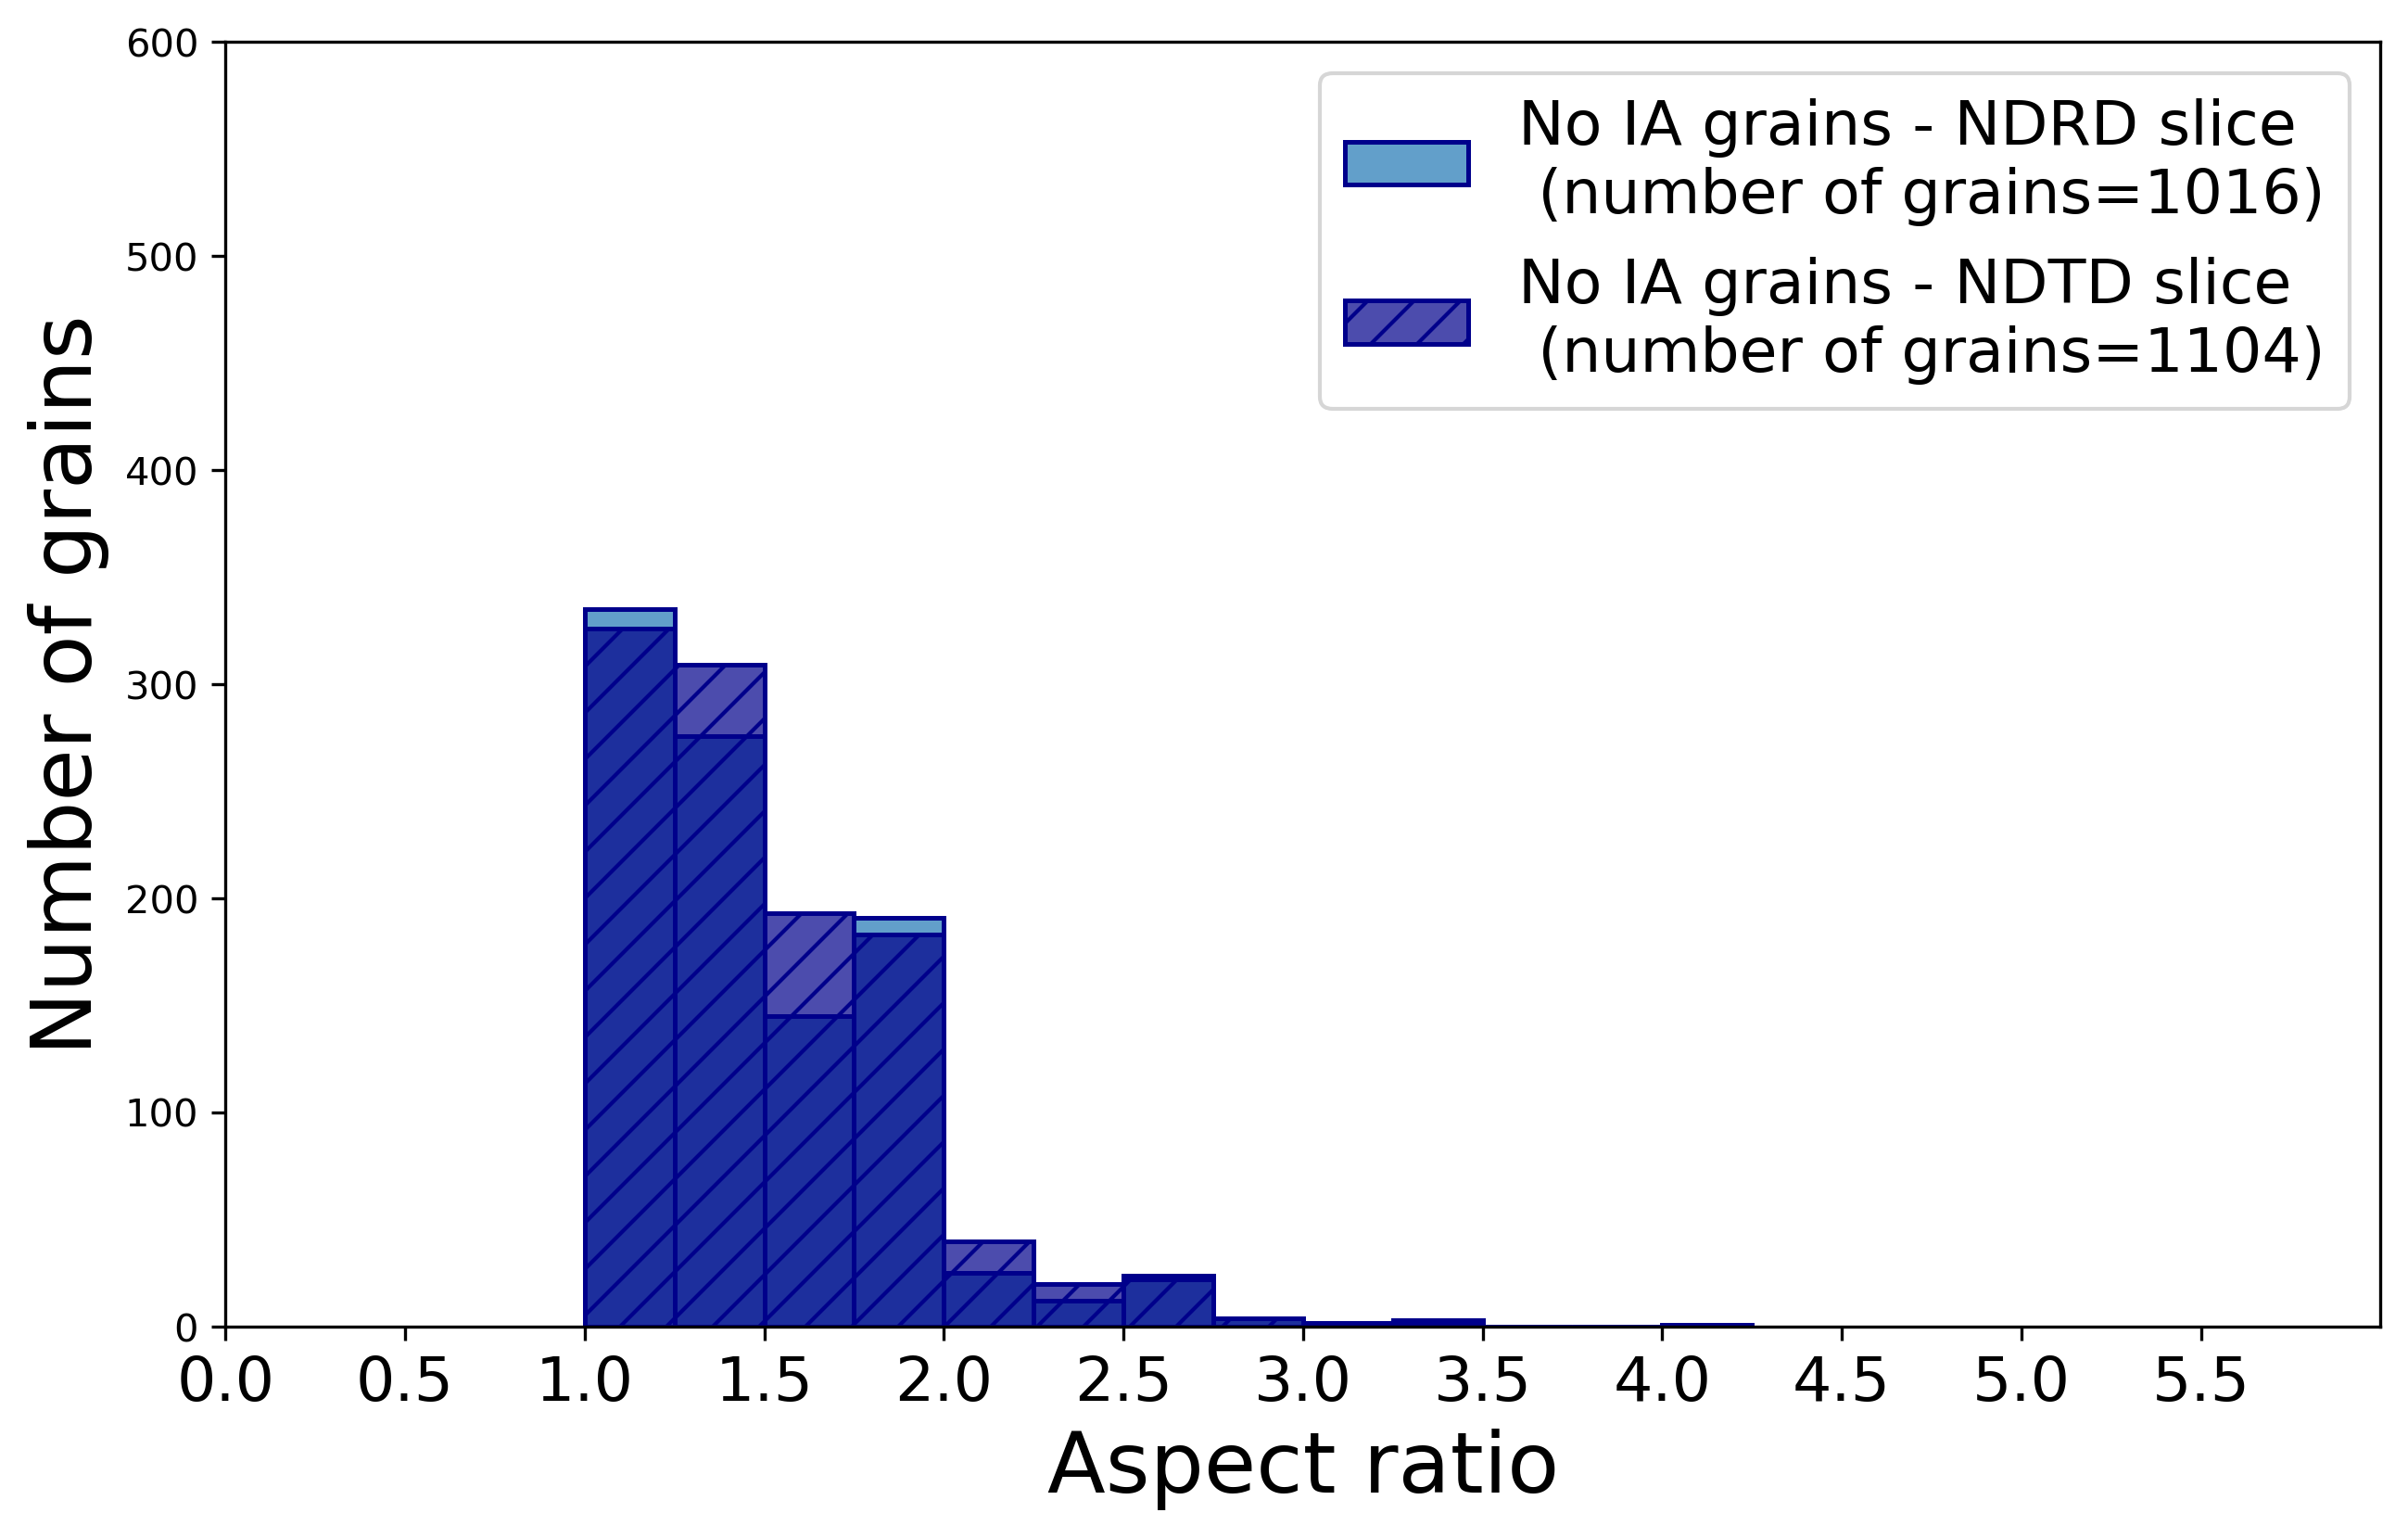 600
500
400
300
200
100
0
Number of grains
No IA grains - NDRD slice
(number of grains=1016)
No IA grains - NDTD slice
(number of grains=1104)
0.0 0.5 1.0 1.5 2.0 2.5 3.0 3.5 4.0 4.5 5.0 5.5
Aspect ratio